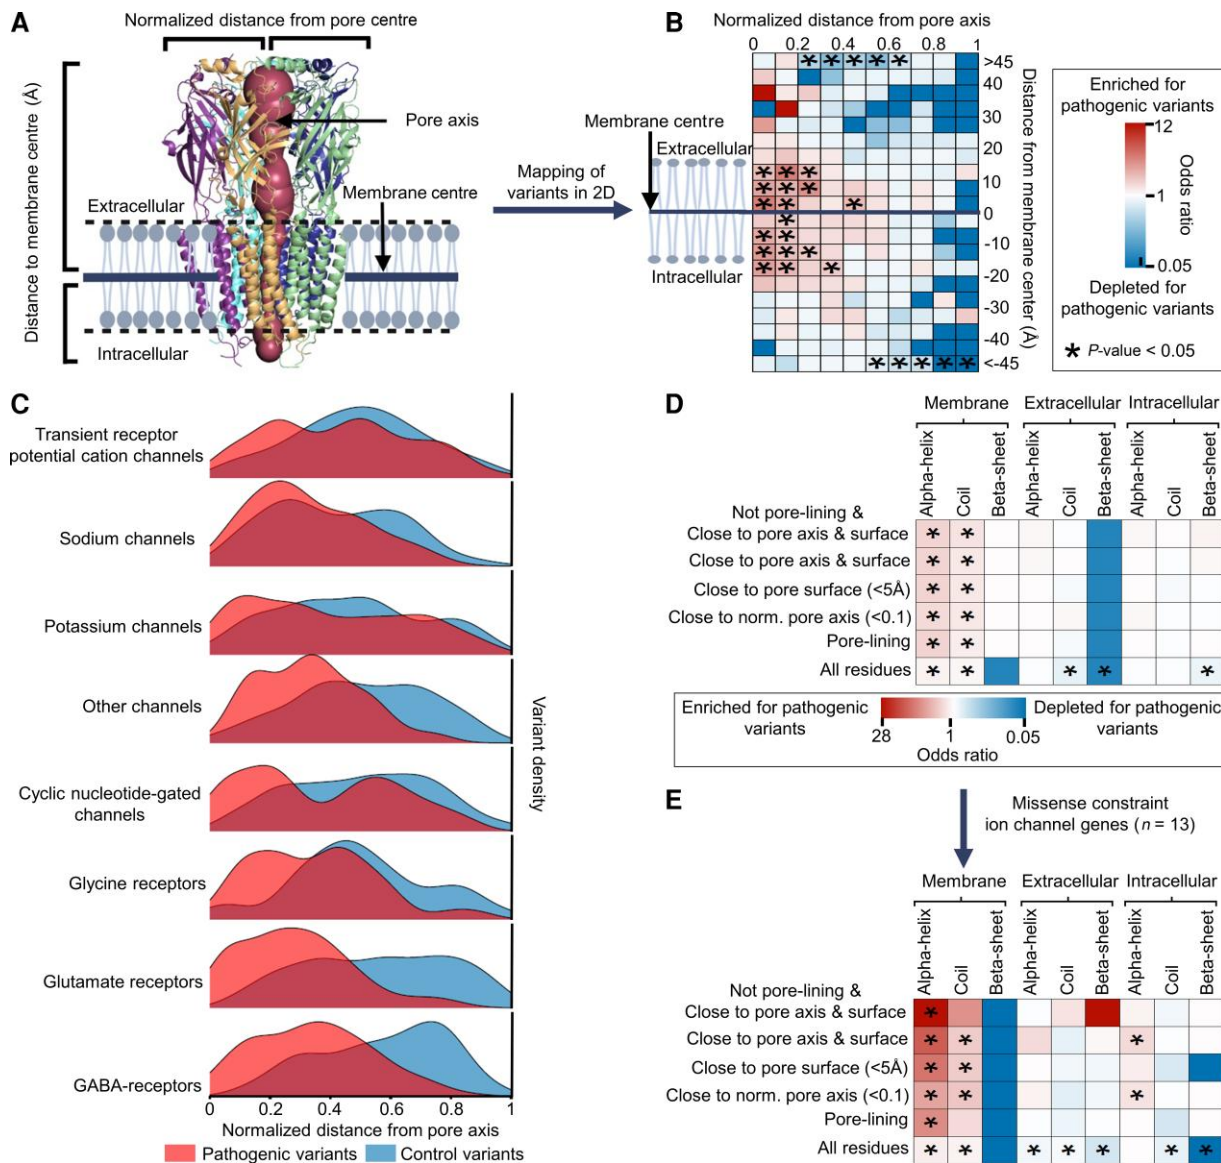 A
Normalized distance from pore centre
Distance to membrane centre (Å)
Pore axis
Membrane centre
Extracellular
Intracellular
Mapping of
variants in 2D
B
Normalized distance from pore axis
0 0.2 0.4 0.6 0.8 1
Membrane centre
Extracellular
Intracellular
>45
40
30
20
10
0
-10
-20
-30
-40
<-45
Distance from membrane center (Å)
Enriched for
pathogenic variants
12
1
0.05
Odds ratio
Depleted for
pathogenic variants
* P-value < 0.05
C
Transient receptor
potential cation channels
Sodium channels
Potassium channels
Other channels
Cyclic nucleotide-gated
channels
Glycine receptors
Glutamate receptors
GABA-receptors
Variant density
0 0.2 0.4 0.6 0.8 1
Normalized distance from pore axis
Pathogenic variants Control variants
D
Membrane Extracellular Intracellular
Alpha-helix
Coil
Beta-sheet
Alpha-helix
Coil
Beta-sheet
Alpha-helix
Coil
Beta-sheet
Not pore-lining &
Close to pore axis & surface
Close to pore axis & surface
Close to pore surface (<5Å)
Close to norm. pore axis (<0.1)
Pore-lining
All residues
Enriched for pathogenic
variants
28 1 0.05
Odds ratio
Depleted for pathogenic
variants
E
Missense constraint
ion channel genes (n = 13)
Membrane Extracellular Intracellular
Alpha-helix
Coil
Beta-sheet
Alpha-helix
Coil
Beta-sheet
Alpha-helix
Coil
Beta-sheet
Not pore-lining &
Close to pore axis & surface
Close to pore axis & surface
Close to pore surface (<5Å)
Close to norm. pore axis (<0.1)
Pore-lining
All residues